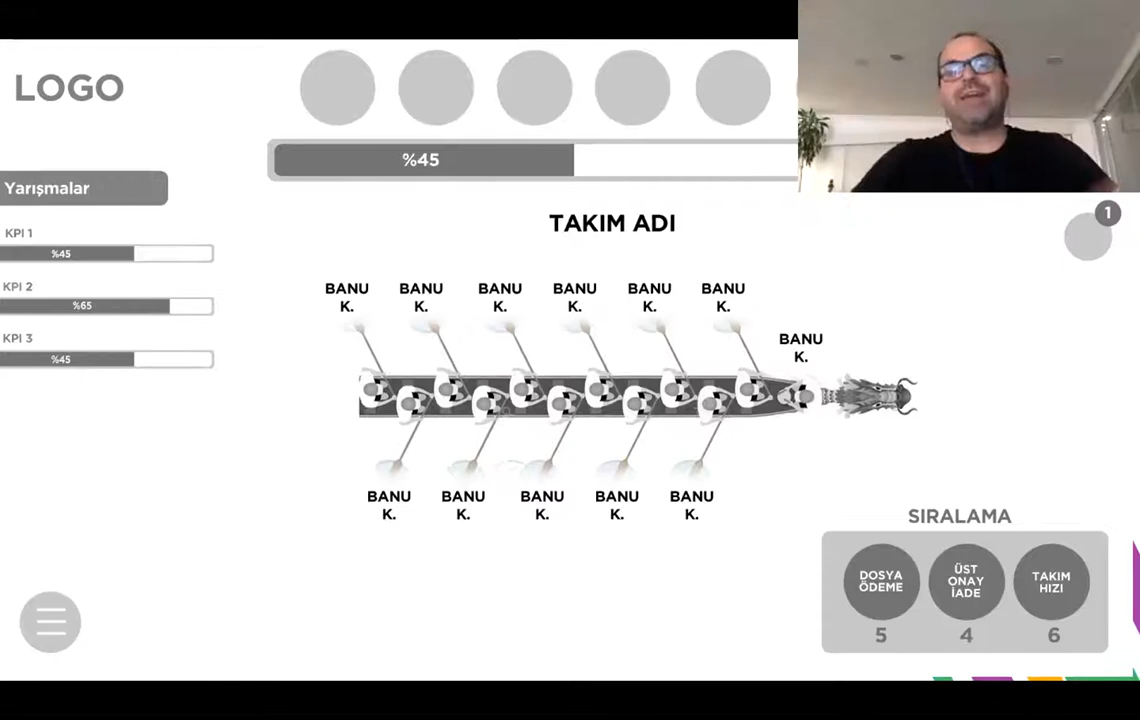 LOGO
%45
Yarışmalar
TAKIM ADI
1
KPI 1
%45
KPI 2
%65
KPI 3
%45
BANU
K.
BANU
K.
BANU
K.
BANU
K.
BANU
K.
BANU
K.
BANU
K.
BANU
K.
BANU
K.
BANU
K.
BANU
K.
BANU
K.
SIRALAMA
DOSYA
ÖDEME
5
ÜST
ONAY
İADE
4
TAKIM
HIZI
6